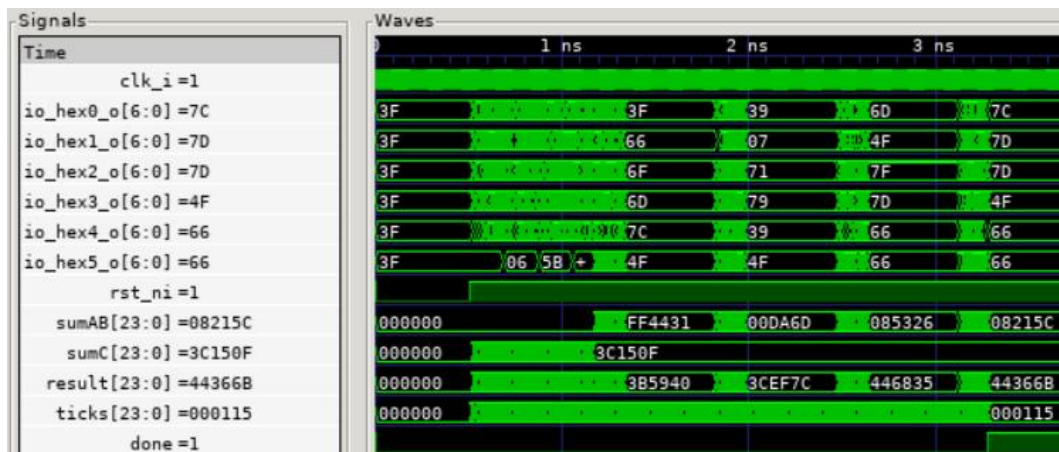 Signals
Waves
Time
1 ns 2 ns 3 ns
clk_i =1
io_hex0_o[6:0] =7C 3F 3F 39 6D 7C
io_hex1_o[6:0] =7D 3F 66 07 4F 7D
io_hex2_o[6:0] =7D 3F 6F 71 7F 7D
io_hex3_o[6:0] =4F 3F 6D 79 7D 4F
io_hex4_o[6:0] =66 3F 7C 39 66 66
io_hex5_o[6:0] =66 3F 06 5B + 4F 4F 66 66
rst_ni =1
sumAB[23:0] =08215C 000000 FF4431 00DA6D 085326 08215C
sumC[23:0] =3C150F 000000 3C150F
result[23:0] =44366B 000000 3B5940 3CEF7C 446835 44366B
ticks[23:0] =000115 000000 000115
done =1